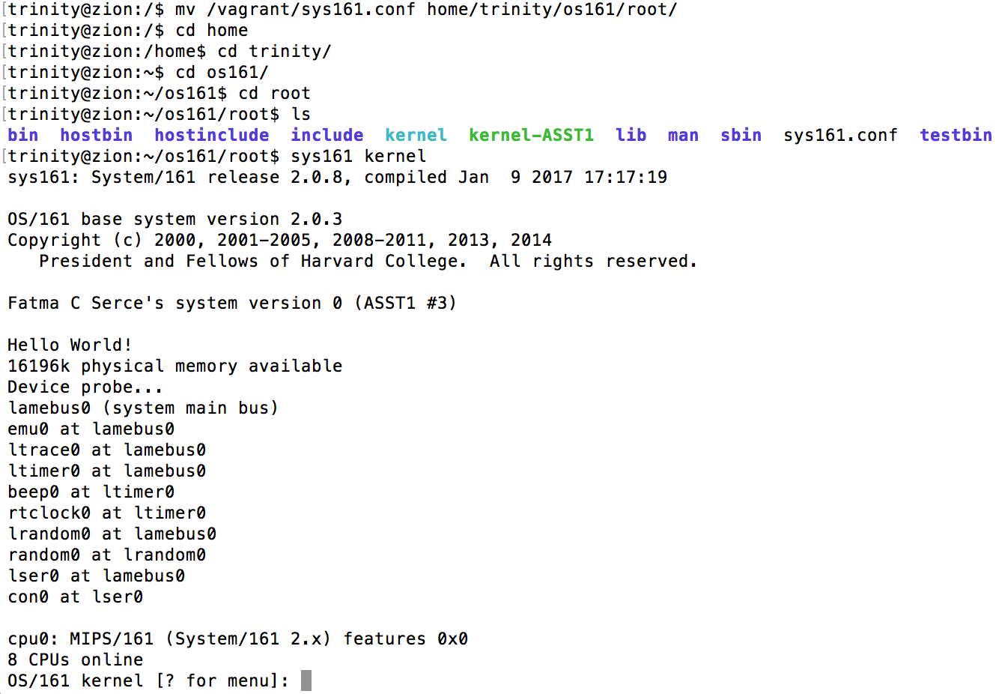 [trinity@zion:/$ mv /vagrant/sys161.conf home/trinity/os161/root/
[trinity@zion:/$ cd home
[trinity@zion:/home$ cd trinity/
[trinity@zion:~$ cd os161/
[trinity@zion:~/os161$ cd root
[trinity@zion:~/os161/root$ ls
bin  hostbin  hostinclude  include  kernel  kernel-ASST1  lib  man  sbin  sys161.conf  testbin
[trinity@zion:~/os161/root$ sys161 kernel
sys161: System/161 release 2.0.8, compiled Jan  9 2017 17:17:19
OS/161 base system version 2.0.3
Copyright (c) 2000, 2001-2005, 2008-2011, 2013, 2014
   President and Fellows of Harvard College.  All rights reserved.
Fatma C Serce's system version 0 (ASST1 #3)
Hello World!
16196k physical memory available
Device probe...
lamebus0 (system main bus)
emu0 at lamebus0
ltrace0 at lamebus0
ltimer0 at lamebus0
beep0 at ltimer0
rtclock0 at ltimer0
lrandom0 at lamebus0
random0 at lrandom0
lser0 at lamebus0
con0 at lser0
cpu0: MIPS/161 (System/161 2.x) features 0x0
8 CPUs online
OS/161 kernel [? for menu]: